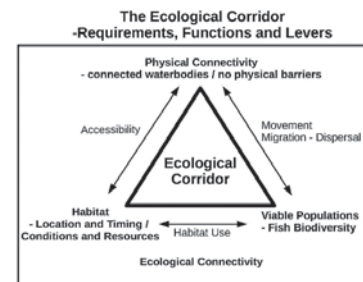 The Ecological Corridor
-Requirements, Functions and Levers
Physical Connectivity
- connected waterbodies / no physical barriers
Accessibility
Movement
Migration - Dispersal
Ecological
Corridor
Habitat
- Location and Timing /
Conditions and Resources
Habitat Use
Viable Populations
- Fish Biodiversity
Ecological Connectivity